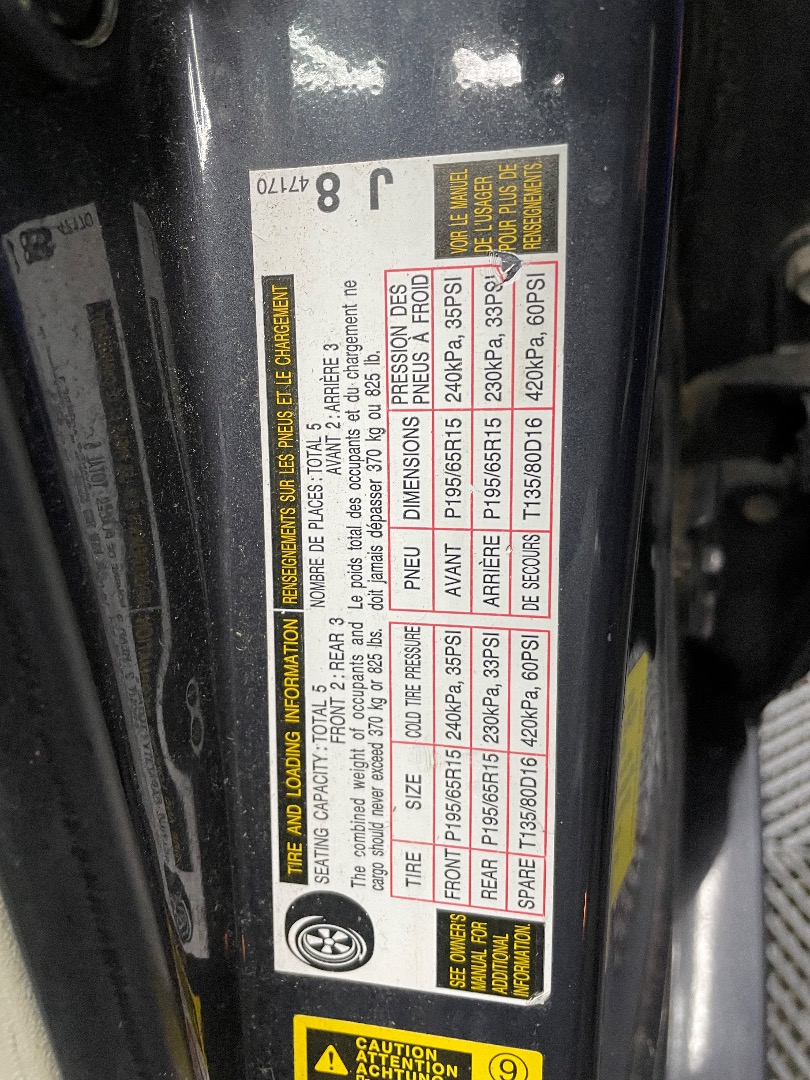 TIRE AND LOADING INFORMATION
RENSEIGNEMENTS SUR LES PNEUS ET LE CHARGEMENT
SEATING CAPACITY : TOTAL 5
FRONT 2 : REAR 3
The combined weight of occupants and
cargo should never exceed 370 kg or 825 lbs.
NOMBRE DE PLACES : TOTAL 5
AVANT 2 : ARRIÈRE 3
Le poids total des occupants et du chargement ne
doit jamais dépasser 370 kg ou 825 lb.
TIRE SIZE COLD TIRE PRESSURE
FRONT P195/65R15 240kPa, 35PSI
REAR P195/65R15 230kPa, 33PSI
SPARE T135/80D16 420kPa, 60PSI
PNEU DIMENSIONS PRESSION DES
PNEUS À FROID
AVANT P195/65R15 240kPa, 35PSI
ARRIÈRE P195/65R15 230kPa, 33PSI
DE SECOURS T135/80D16 420kPa, 60PSI
SEE OWNER'S
MANUAL FOR
ADDITIONAL
INFORMATION.
VOIR LE MANUEL
DE L'USAGER
POUR PLUS DE
RENSEIGNEMENTS.
47170
8
J
CAUTION
ATTENTION
ACHTUNG
9